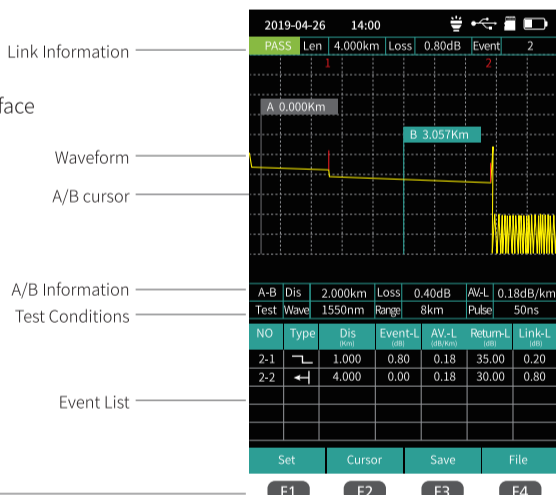 2019-04-26 14:00
Link Information
PASS Len 4.000km Loss 0.80dB Event 2
1 2
face
A 0.000Km
B 3.057Km
Waveform
A/B cursor
A/B Information
A-B Dis 2.000km Loss 0.40dB AV-L 0.18dB/km
Test Conditions
Test Wave 1550nm Range 8km Pulse 50ns
NO Type Dis Event-L AV.-L Return-L Link-L
(Km) (dB) (dB/Km) (dB) (dB)
2-1 1.000 0.80 0.18 35.00 0.20
2-2 4.000 0.00 0.18 30.00 0.80
Event List
Set Cursor Save File
F1 F2 F3 F4